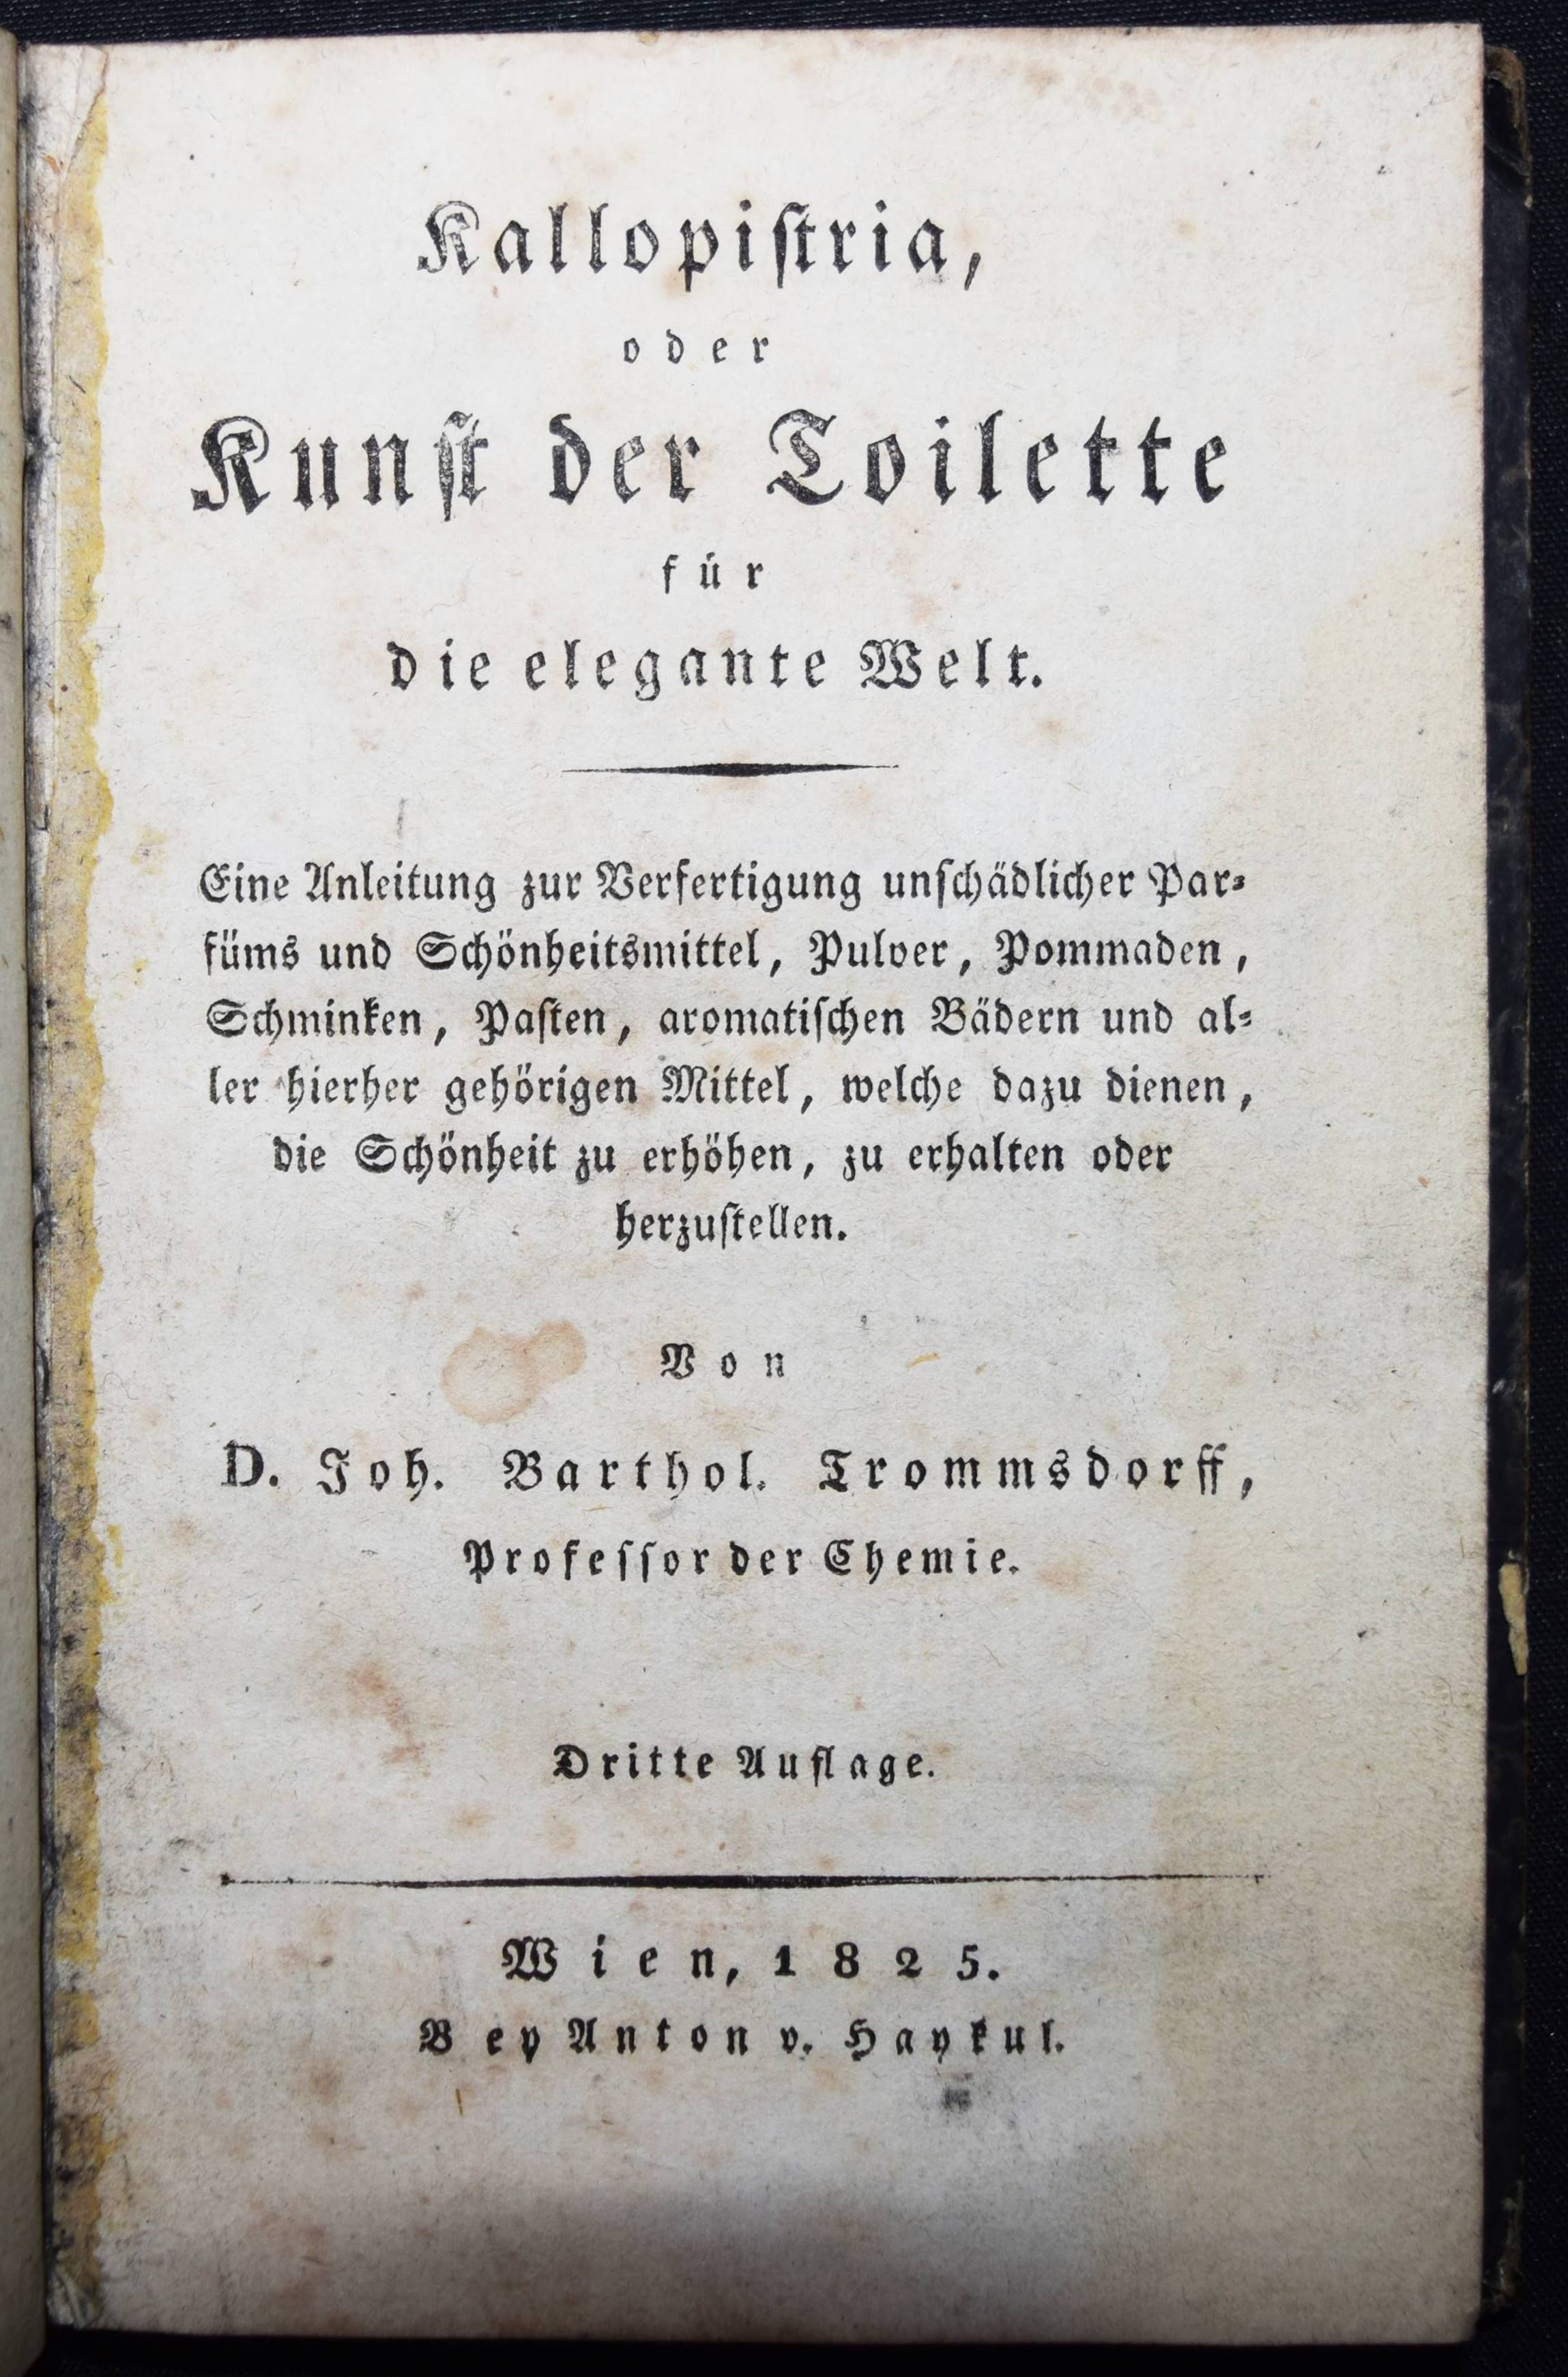 Kallopiſtria,
oder
Kunſt der Toilette
für
die elegante Welt.
Eine Anleitung zur Verfertigung unſchädlicher Par⸗
füms und Schönheitsmittel, Pulver, Pommaden,
Schminken, Paſten, aromatiſchen Bädern und al⸗
ler hierher gehörigen Mittel, welche dazu dienen,
die Schönheit zu erhöhen, zu erhalten oder
herzuſtellen.
Von
D. Joh. Barthol. Trommsdorff,
Profeſſor der Chemie.
Dritte Auflage.
Wien, 1825.
Bey Anton v. Haykul.